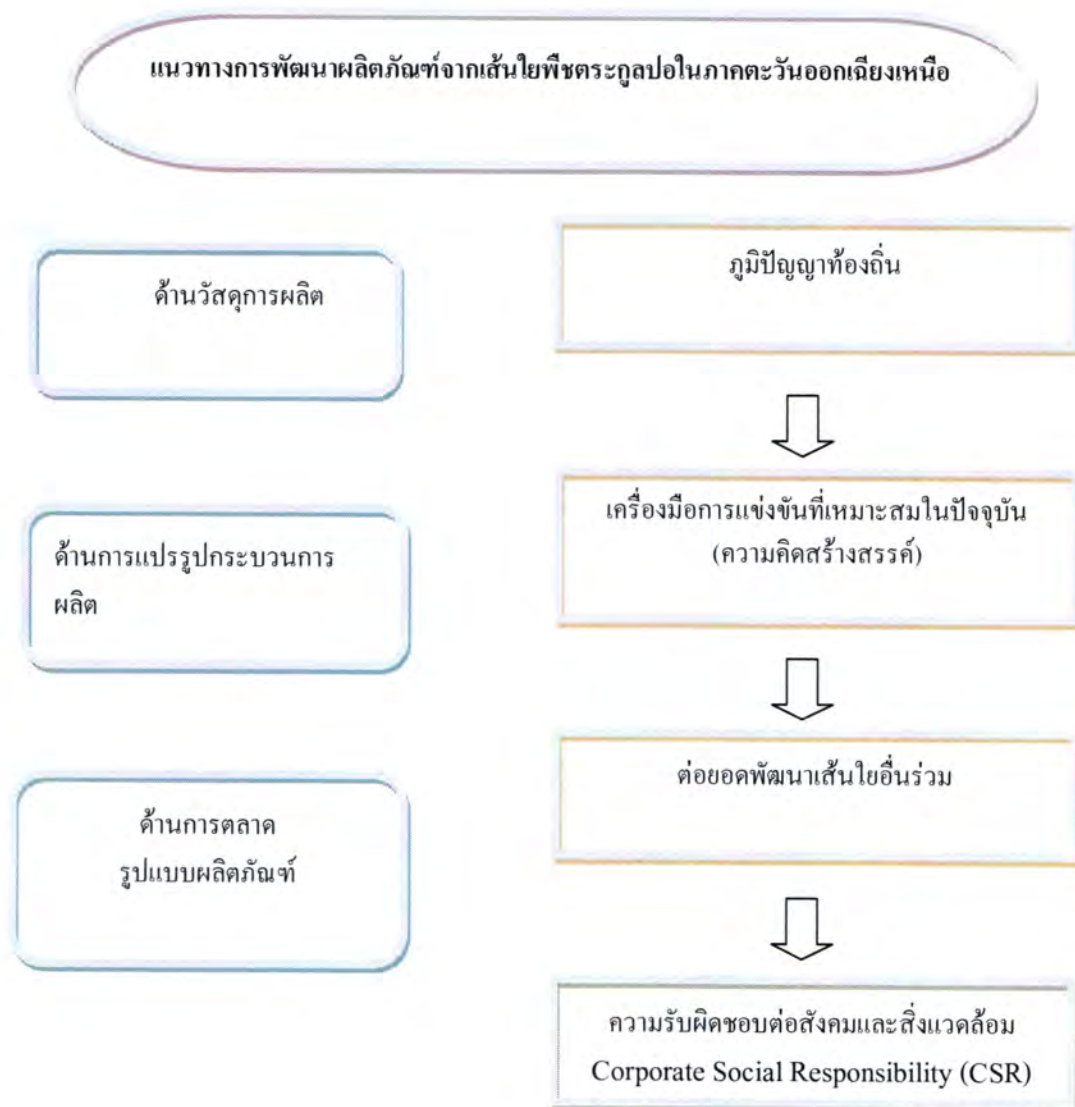 แนวทางการพัฒนาผลิตภัณฑ์จากเส้นใยพืชตระกูลปอในภาคตะวันออกเฉียงเหนือ
ด้านวัสดุการผลิต
ด้านการแปรรูปกระบวนการ
ผลิต
ด้านการตลาด
รูปแบบผลิตภัณฑ์
ภูมิปัญญาท้องถิ่น
เครื่องมือการแข่งขันที่เหมาะสมในปัจจุบัน
(ความคิดสร้างสรรค์)
ต่อยอดพัฒนาเส้นใยอื่นร่วม
ความรับผิดชอบต่อสังคมและสิ่งแวดล้อม
Corporate Social Responsibility (CSR)